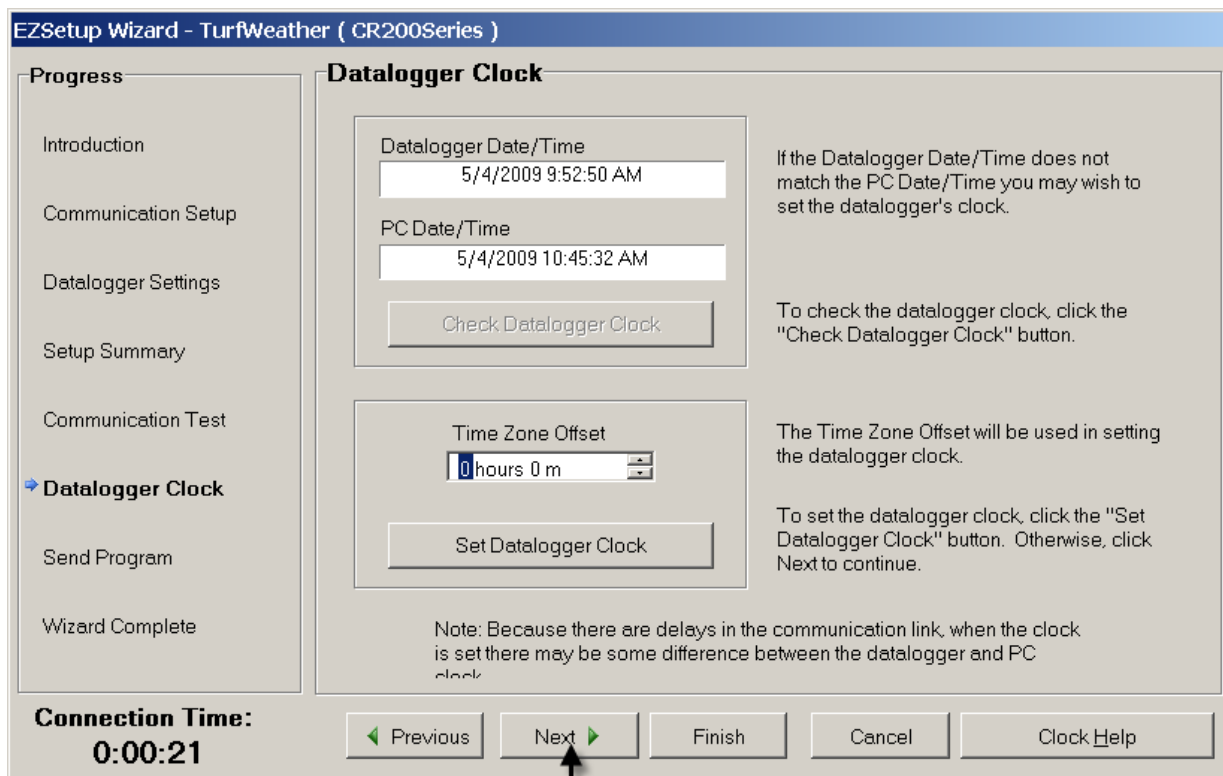 EZSetup Wizard - TurfWeather ( CR200Series )
Progress
Introduction
Communication Setup
Datalogger Settings
Setup Summary
Communication Test
Datalogger Clock
Send Program
Wizard Complete
Connection Time:
0:00:21
Datalogger Clock
Datalogger Date/Time
5/4/2009 9:52:50 AM
PC Date/Time
5/4/2009 10:45:32 AM
Check Datalogger Clock
If the Datalogger Date/Time does not
match the PC Date/Time you may wish to
set the datalogger's clock.
To check the datalogger clock, click the
"Check Datalogger Clock" button.
Time Zone Offset
0 hours 0 m
Set Datalogger Clock
The Time Zone Offset will be used in setting
the datalogger clock.
To set the datalogger clock, click the "Set
Datalogger Clock" button. Otherwise, click
Next to continue.
Note: Because there are delays in the communication link, when the clock
is set there may be some difference between the datalogger and PC
clock
Previous
Next
Finish
Cancel
Clock Help